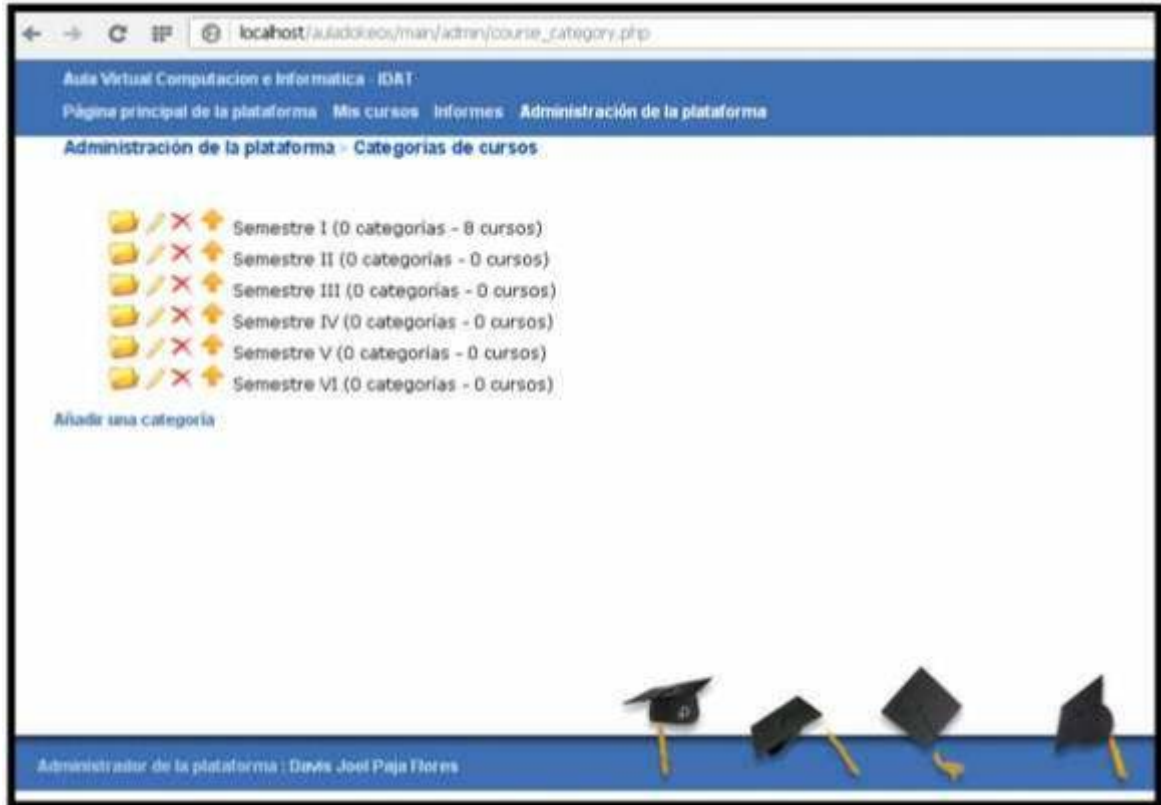 localhost/auladokeos/main/admin/course_category.php
Aula Virtual Computacion e Informatica IDAT
Página principal de la plataforma Mis cursos Informes Administración de la plataforma
Administración de la plataforma > Categorías de cursos
Semestre I (0 categorías - 8 cursos)
Semestre II (0 categorías - 0 cursos)
Semestre III (0 categorías - 0 cursos)
Semestre IV (0 categorías - 0 cursos)
Semestre V (0 categorías - 0 cursos)
Semestre VI (0 categorías - 0 cursos)
Añadir una categoría
Administrador de la plataforma : Davis Joel Paja Flores